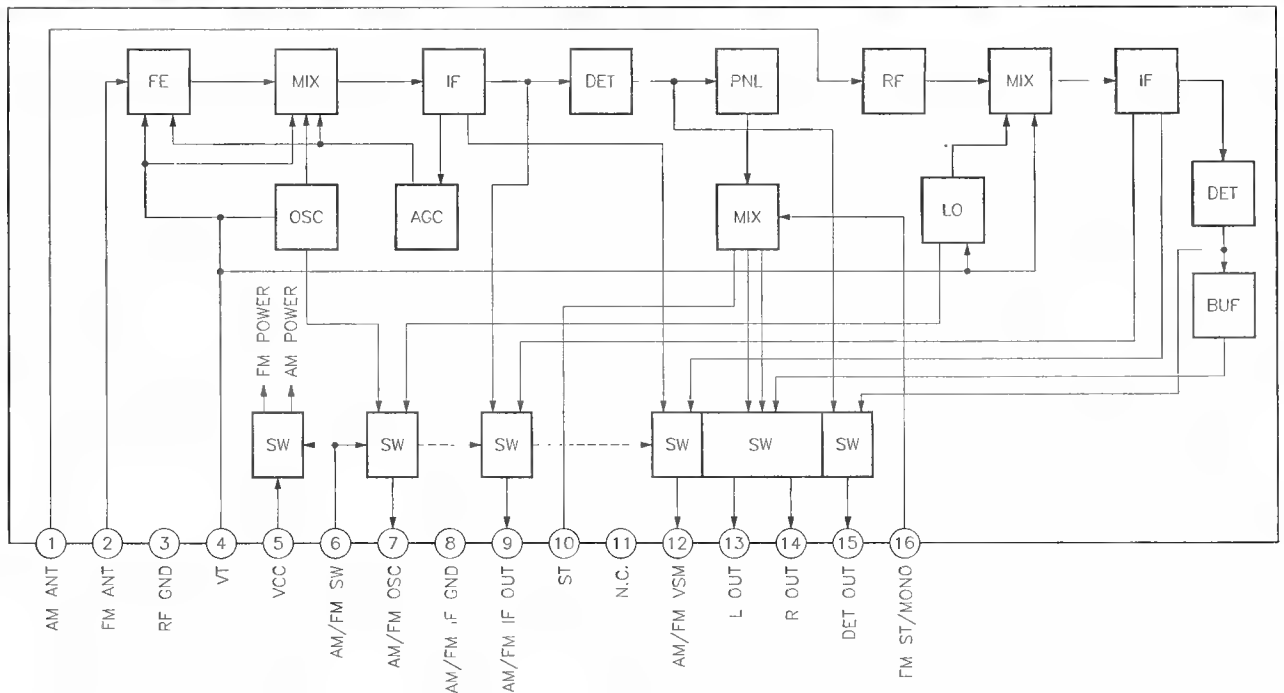 FE
MIX
IF
DET
PNL
RF
MIX
IF
OSC
AGC
MIX
LO
DET
BUF
FM POWER
AM POWER
SW
SW
SW
SW
SW
SW
1
2
3
4
5
6
7
8
9
10
11
12
13
14
15
16
AM ANT
FM ANT
RF GND
VT
VCC
AM/FM SW
AM/FM OSC
AM/FM IF GND
AM/FM IF OUT
ST
N.C.
AM/FM VSM
L OUT
R OUT
DET OUT
FM ST/MONO